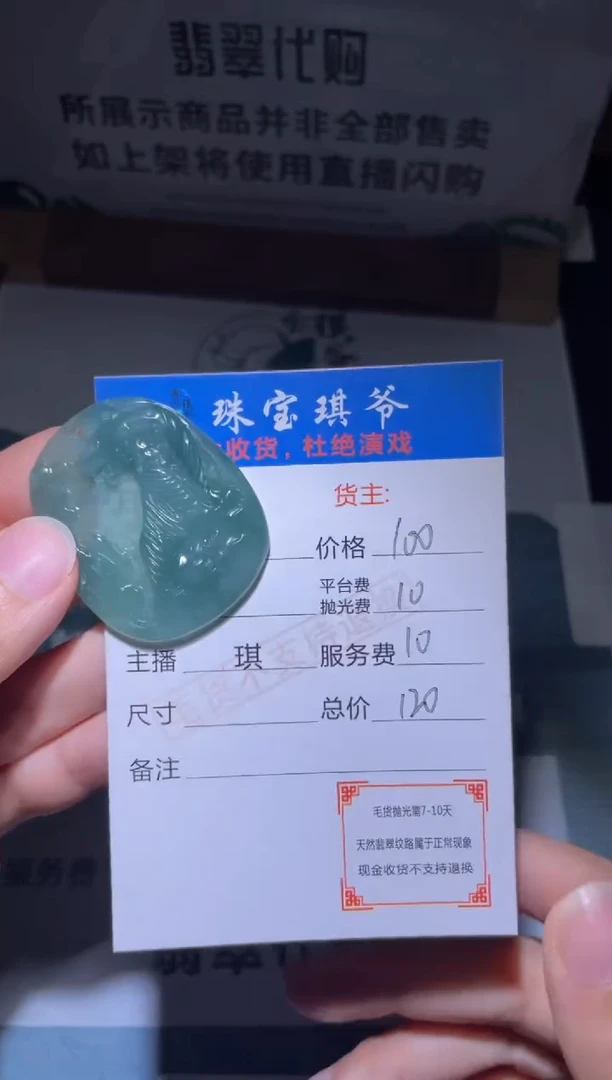 翡翠代购
所展示商品并非全部售卖
如上架将使用直播闪购
珠宝琪爷
收货，杜绝演戏
货主:
价格 100
平台费
抛光费 10
主播 琪 服务费 10
尺寸 总价 120
备注
毛货抛光需7-10天
天然翡翠纹路属于正常现象
现金收货不支持退换